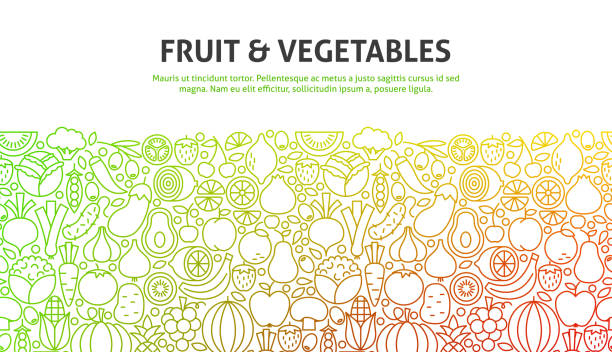 FRUIT & VEGETABLES
Mauris ut tincidunt tortor. Pellentesque ac magna a justo sagittis cursus id sed
magna. Nam eu elit efficitur, sollicitudin ipsum a, posuere ligula.